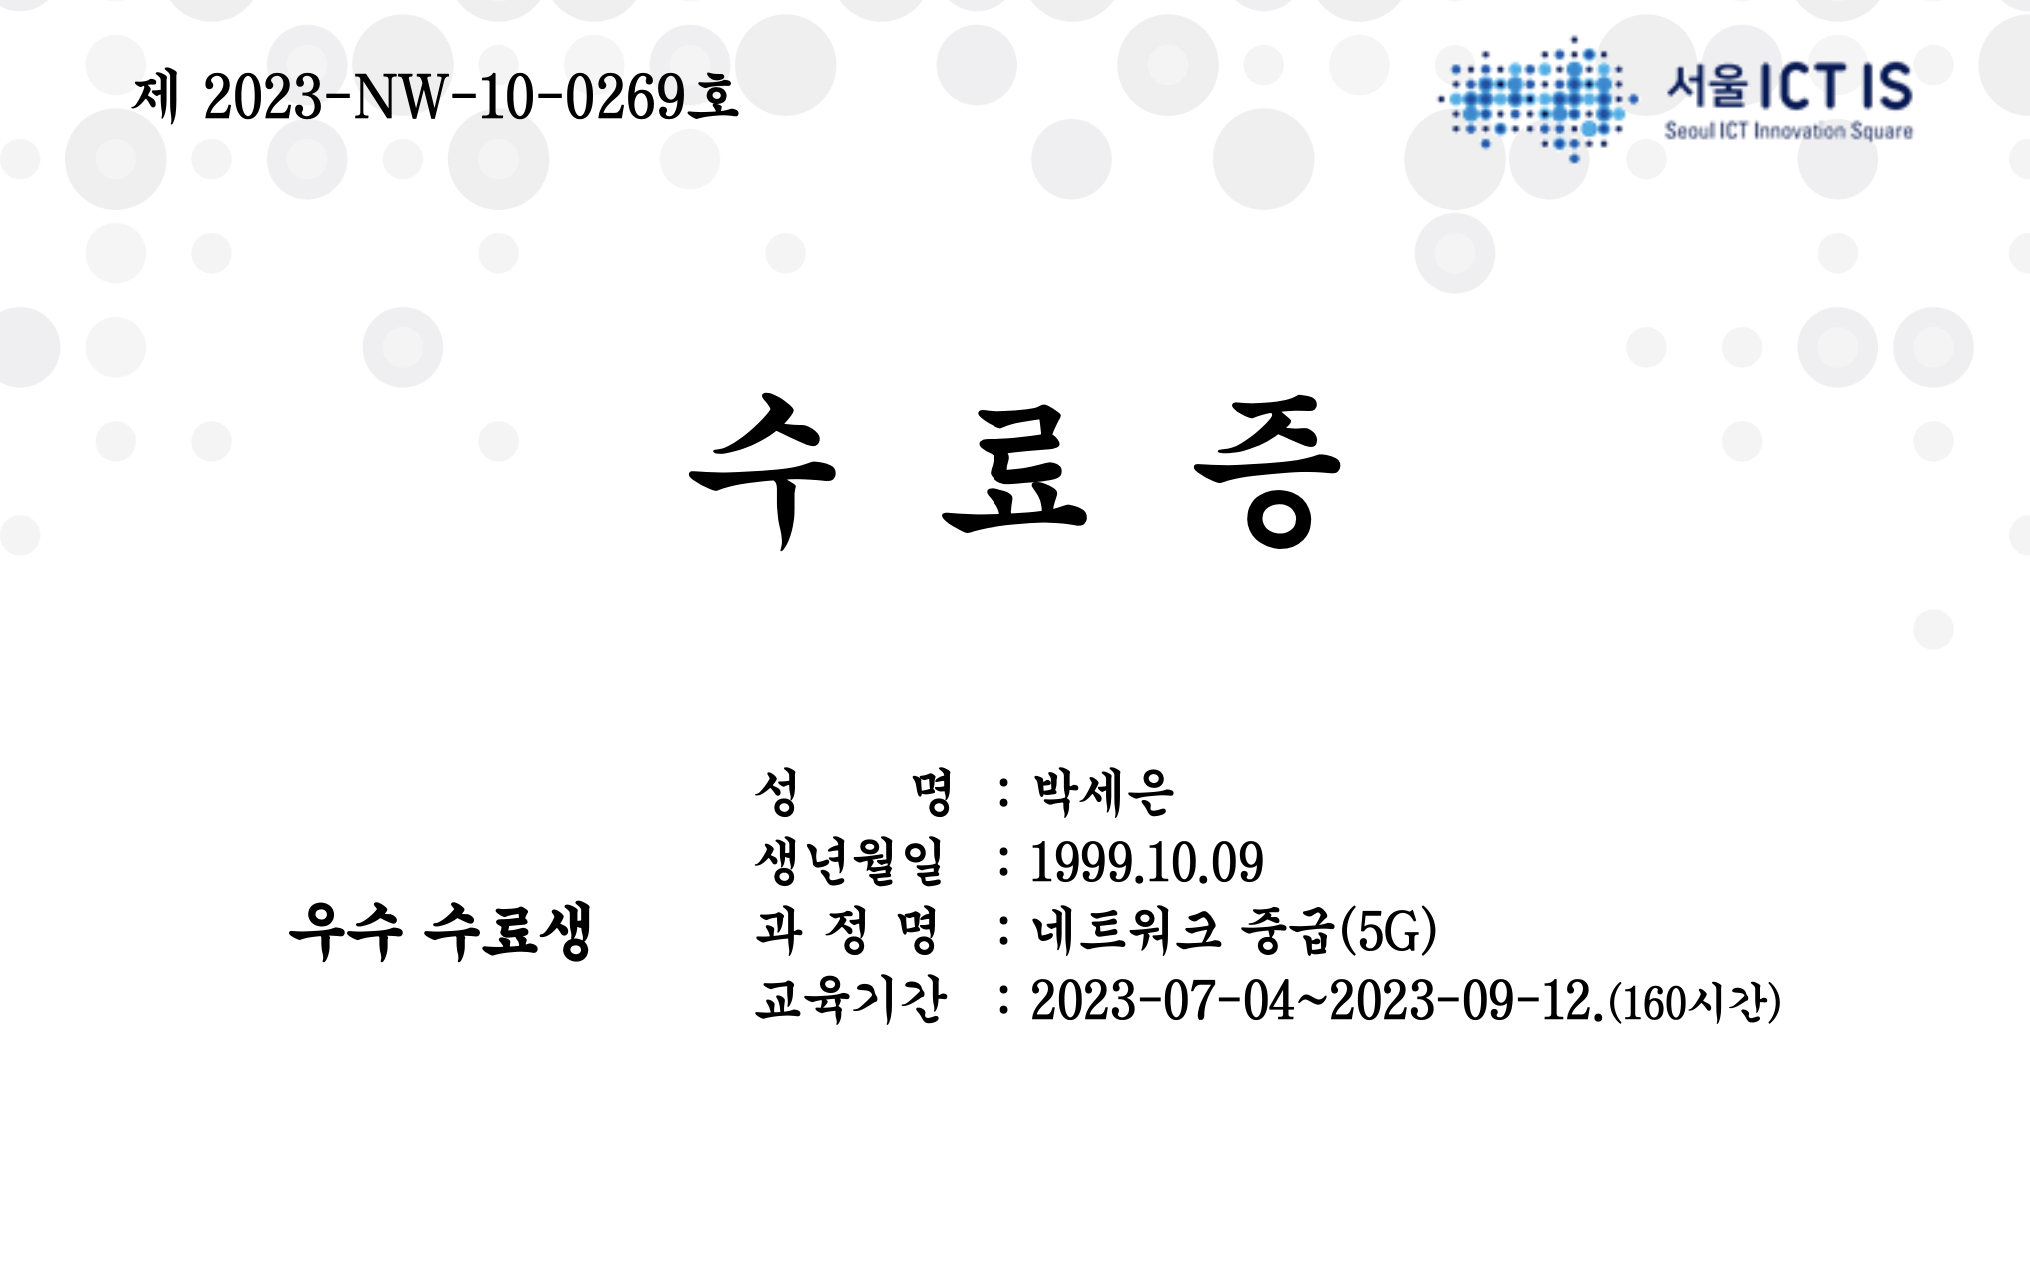 제 2023-NW-10-0269호
서울 ICT IS
Seoul ICT Innovation Square
수 료 증
성 명 : 박세은
생년월일 : 1999.10.09
우수 수료생
과 정 명 : 네트워크 중급(5G)
교육기간 : 2023-07-04~2023-09-12.(160시간)